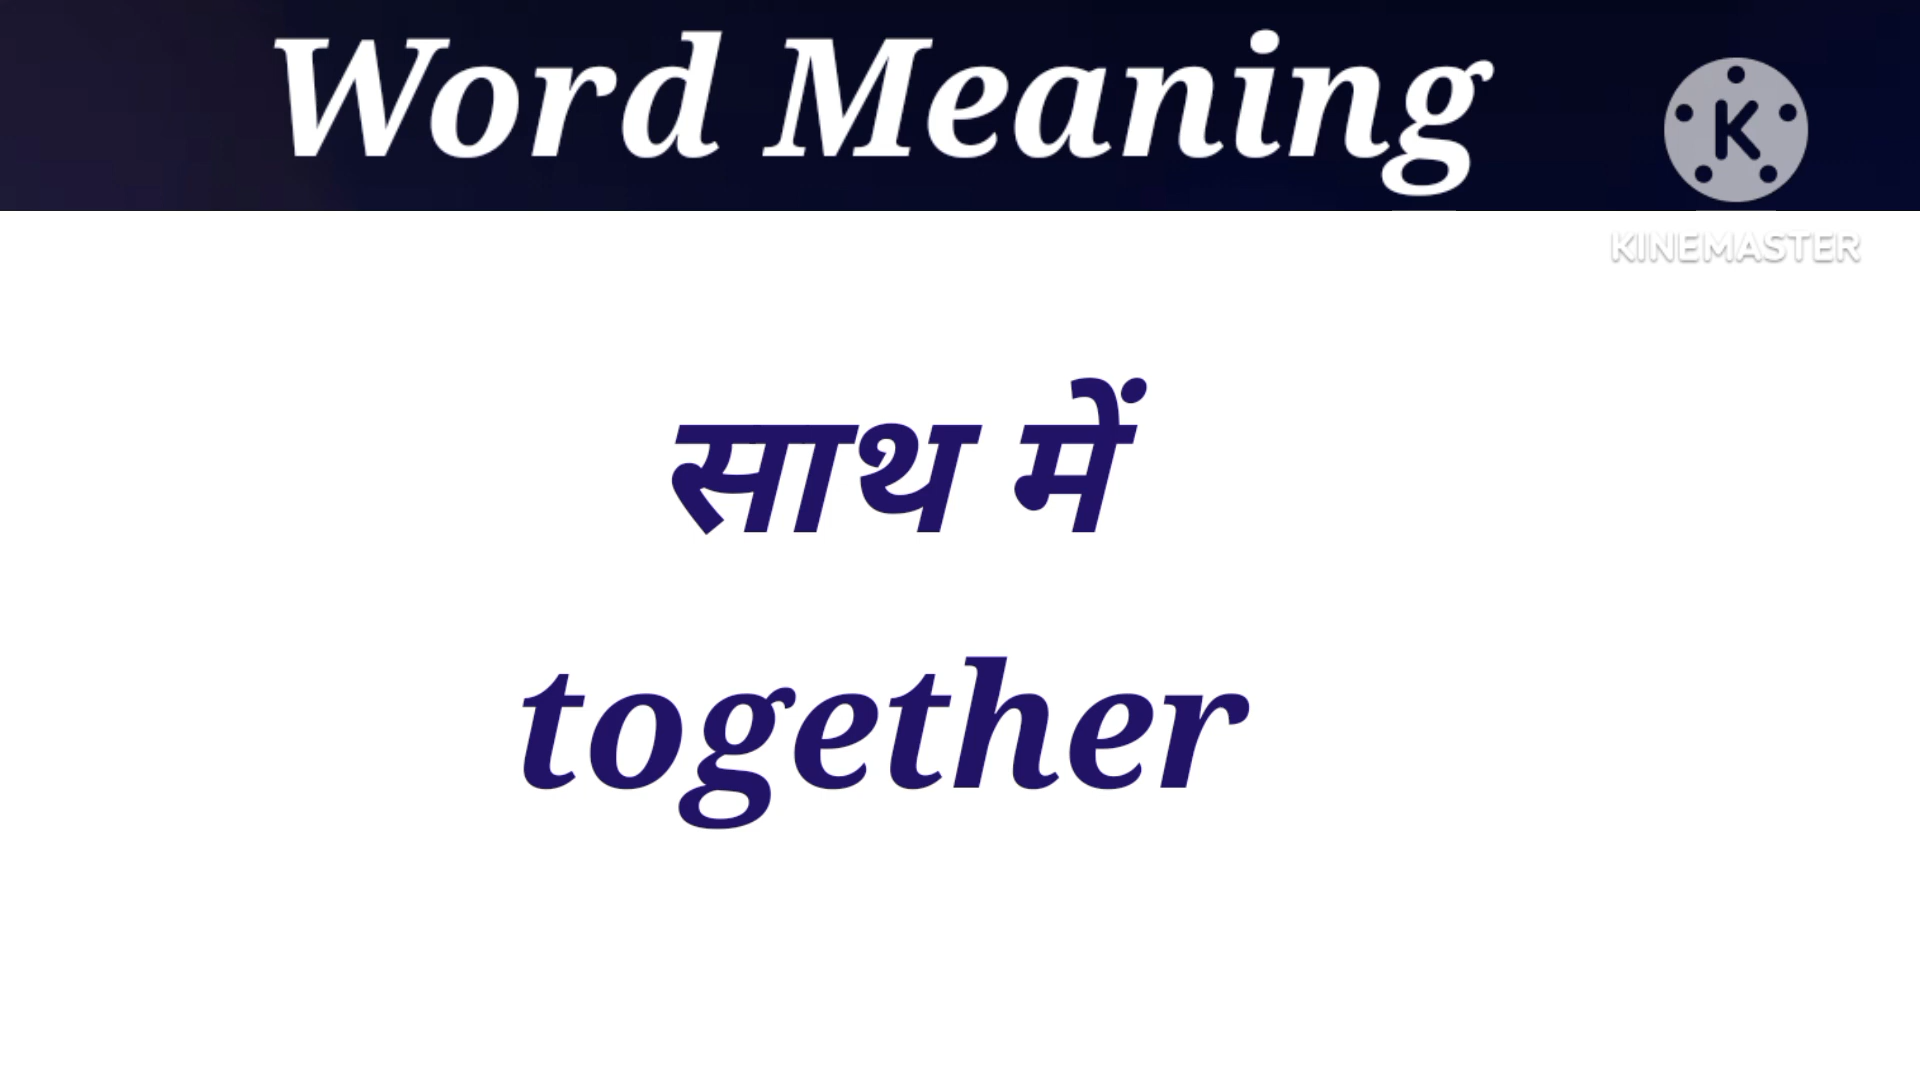 Word Meaning
K
KINEMASTER
साथ में
together